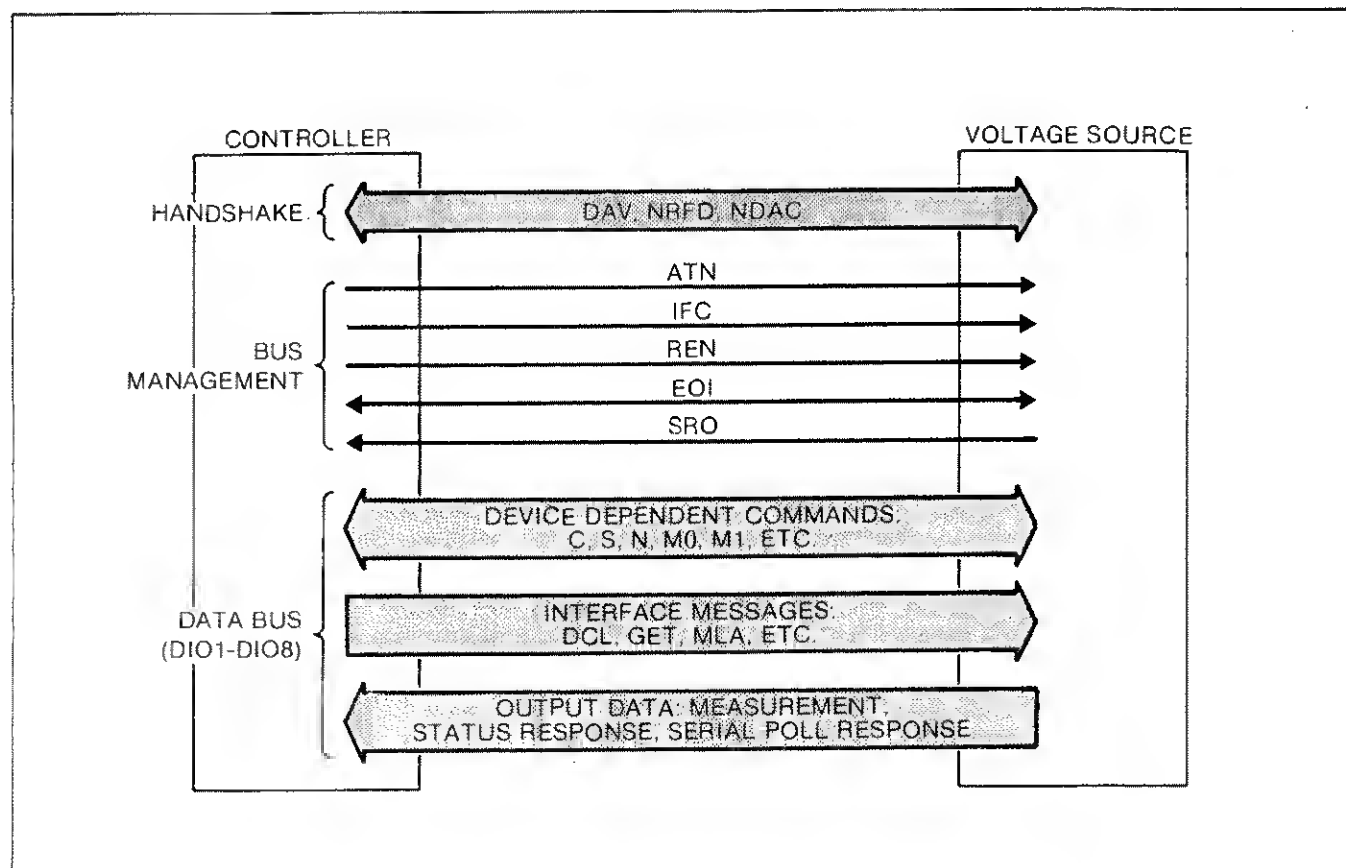 CONTROLLER
VOLTAGE SOURCE
HANDSHAKE
DAV, NRFD, NDAC
ATN
IFC
REN
EOI
SRO
BUS
MANAGEMENT
DEVICE DEPENDENT COMMANDS:
C, S, N, M0, M1, ETC.
INTERFACE MESSAGES:
DCL, GET, MLA, ETC.
DATA BUS
(DIO1-DIO8)
OUTPUT DATA: MEASUREMENT,
STATUS RESPONSE, SERIAL POLL RESPONSE